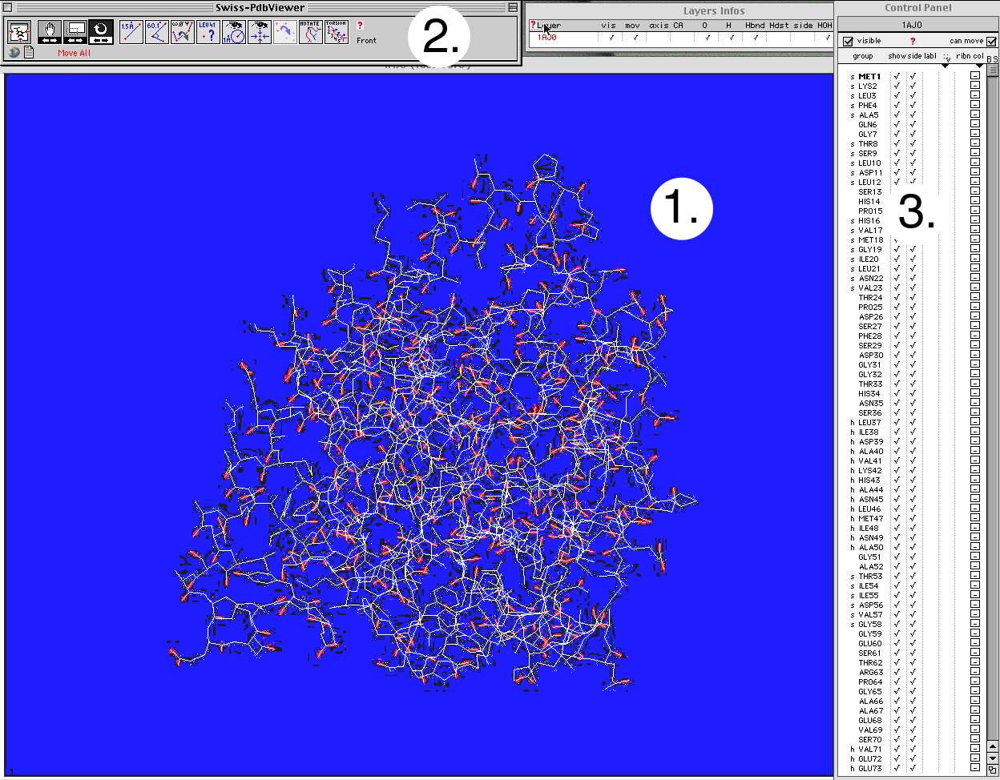 Swiss-PdbViewer
1.5Å 60.1° ω Φ Ψ LEU41 ? 1Å MUTATE TORSION ? Front
Move All
2.
Layers Infos
? Layer vis mov axis CA O H Hbnd Hdst side HOH
1AJ0 ✓ ✓ ✓ ✓ ✓ ✓
Control Panel
1AJ0
visible ? can move
group show side labl ribn col BS
s MET1
s LYS2
s LEU3
s PHE4
s ALA5
GLN6
GLY7
s THR8
s SER9
s LEU10
s ASP11
s LEU12
SER13
HIS14
PRO15
s HIS16
s VAL17
s MET18
s GLY19
s ILE20
s LEU21
s ASN22
s VAL23
THR24
PRO25
ASP26
SER27
PHE28
SER29
ASP30
GLY31
GLY32
THR33
HIS34
ASN35
SER36
h LEU37
h ILE38
h ASP39
h ALA40
h VAL41
h LYS42
h HIS43
h ALA44
h ASN45
h LEU46
h MET47
h ILE48
h ASN49
h ALA50
GLY51
ALA52
s THR53
s ILE54
s ILE55
s ASP56
s VAL57
s GLY58
GLY59
GLU60
SER61
THR62
ARG63
PRO64
GLY65
ALA66
ALA67
GLU68
VAL69
SER70
h VAL71
h GLU72
h GLU73
1.
3.